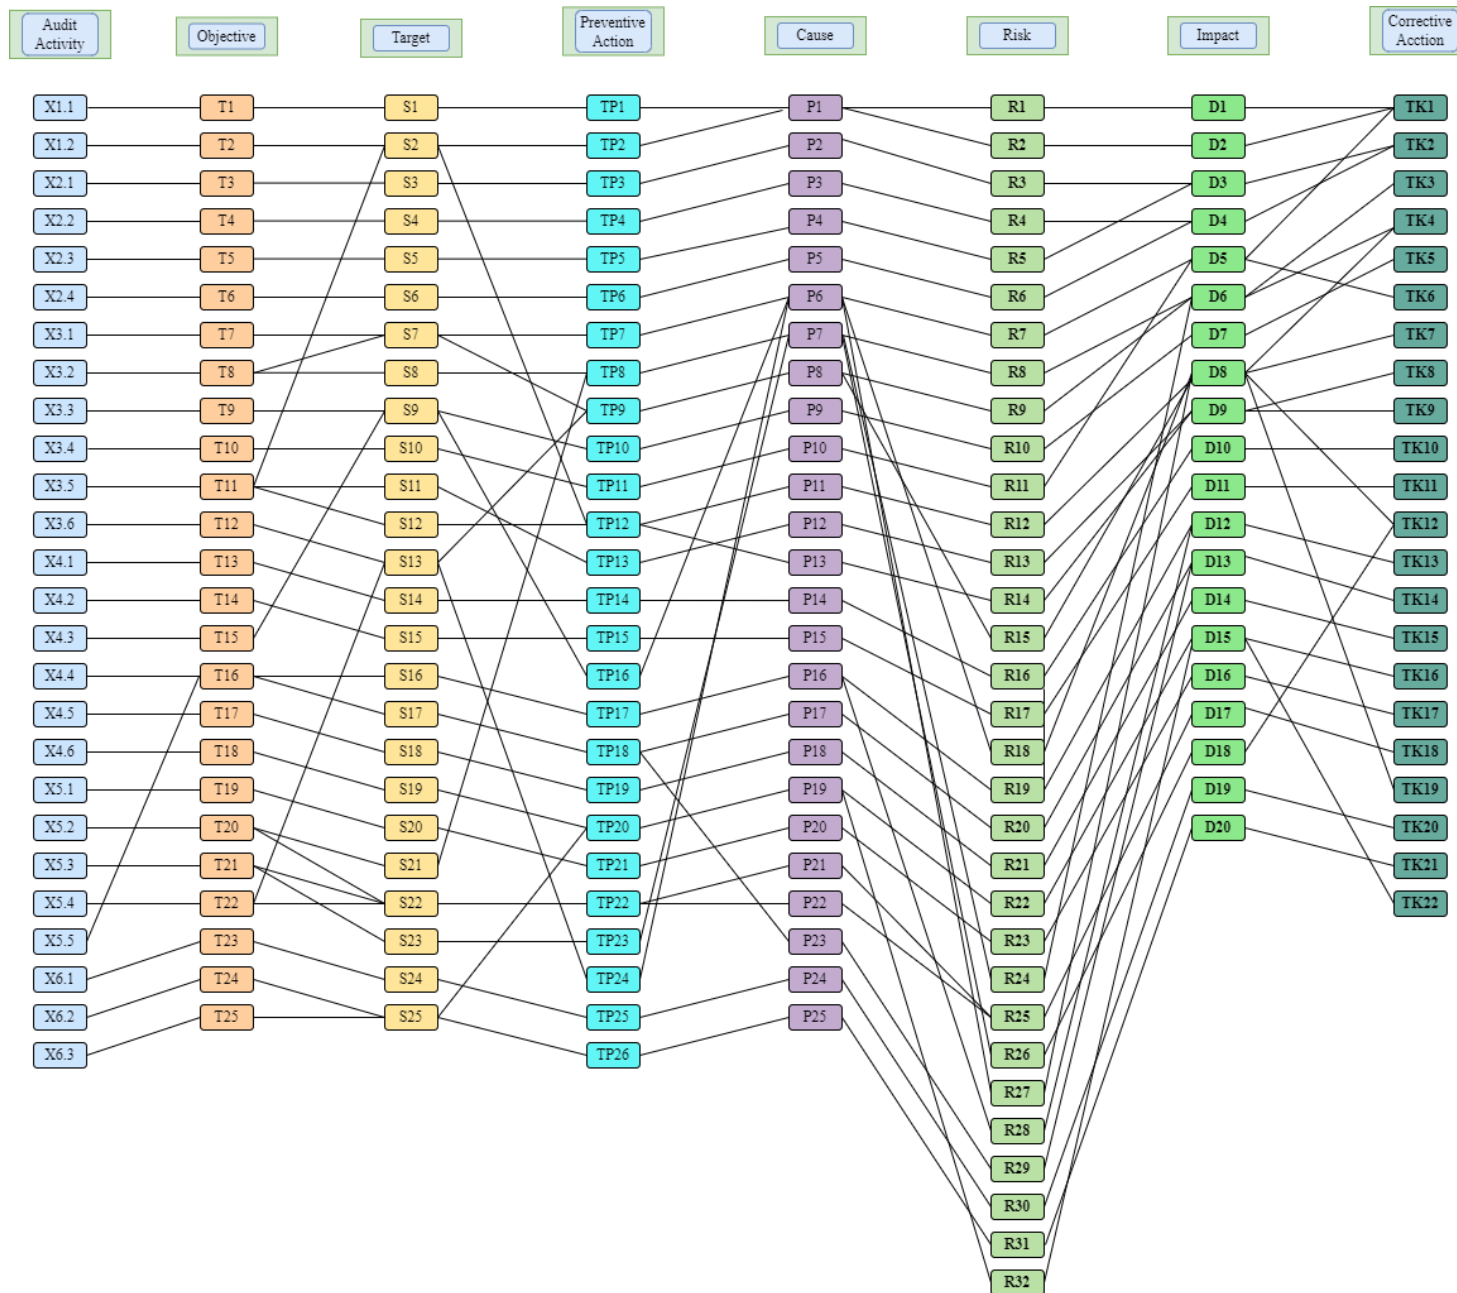 Audit
Activity
Objective
Target
Preventive
Action
Cause
Risk
Impact
Corrective
Acction
X1.1 T1 S1 TP1 P1 R1 D1 TK1
X1.2 T2 S2 TP2 P2 R2 D2 TK2
X2.1 T3 S3 TP3 P3 R3 D3 TK3
X2.2 T4 S4 TP4 P4 R4 D4 TK4
X2.3 T5 S5 TP5 P5 R5 D5 TK5
X2.4 T6 S6 TP6 P6 R6 D6 TK6
X3.1 T7 S7 TP7 P7 R7 D7 TK7
X3.2 T8 S8 TP8 P8 R8 D8 TK8
X3.3 T9 S9 TP9 P9 R9 D9 TK9
X3.4 T10 S10 TP10 P10 R10 D10 TK10
X3.5 T11 S11 TP11 P11 R11 D11 TK11
X3.6 T12 S12 TP12 P12 R12 D12 TK12
X4.1 T13 S13 TP13 P13 R13 D13 TK13
X4.2 T14 S14 TP14 P14 R14 D14 TK14
X4.3 T15 S15 TP15 P15 R15 D15 TK15
X4.4 T16 S16 TP16 P16 R16 D16 TK16
X4.5 T17 S17 TP17 P17 R17 D17 TK17
X4.6 T18 S18 TP18 P18 R18 D18 TK18
X5.1 T19 S19 TP19 P19 R19 D19 TK19
X5.2 T20 S20 TP20 P20 R20 D20 TK20
X5.3 T21 S21 TP21 P21 R21 TK21
X5.4 T22 S22 TP22 P22 R22 TK22
X5.5 T23 S23 TP23 P23 R23
X6.1 T24 S24 TP24 P24 R24
X6.2 T25 S25 TP25 P25 R25
X6.3 TP26 R26
R27
R28
R29
R30
R31
R32